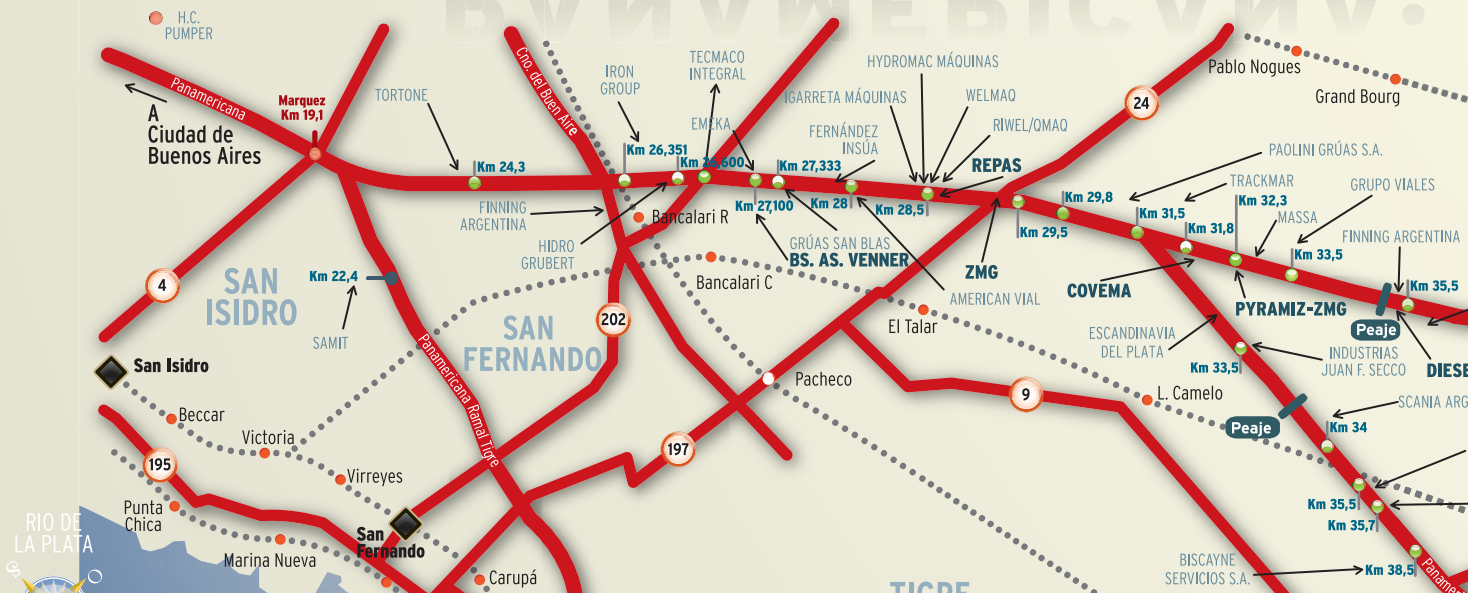 H.C.
PUMPER
PANAMERICANA
Panamericana
A
Ciudad de
Buenos Aires
Marquez
Km 19,1
TORTONE
Km 24,3
Cno. del Buen Aire
IRON
GROUP
Km 26,351
TECMACO
INTEGRAL
Km 26,600
EMEKA
Km 27,100
BS. AS. VENNER
Km 27,333
GRÚAS SAN BLAS
IGARRETA MÁQUINAS
HYDROMAC MÁQUINAS
WELMAQ
RIWEL/QMAQ
FERNÁNDEZ
INSÚA
REPAS
Km 28
Km 28,5
AMERICAN VIAL
ZMG
Km 29,5
Km 29,8
24
Pablo Nogues
Grand Bourg
PAOLINI GRÚAS S.A.
TRACKMAR
GRUPO VIALES
Km 31,5
Km 31,8
Km 32,3
MASSA
Km 33,5
FINNING ARGENTINA
Km 35,5
COVEMA
PYRAMIZ-ZMG
Peaje
FINNING
ARGENTINA
HIDRO
GRUBERT
Bancalari R
Bancalari C
El Talar
4
SAN
ISIDRO
Km 22,4
SAMIT
SAN
FERNANDO
202
Panamericana Ramal Tigre
San Isidro
Beccar
Victoria
Virreyes
195
Punta
Chica
Marina Nueva
San
Fernando
Carupá
RIO DE
LA PLATA
S
O
197
Pacheco
9
L. Camelo
ESCANDINAVIA
DEL PLATA
Km 33,5
INDUSTRIAS
JUAN F. SECCO
DIESE
Peaje
SCANIA ARG
Km 34
Km 35,5
Km 35,7
BISCAYNE
SERVICIOS S.A.
Km 38,5
Paname
TIGRE